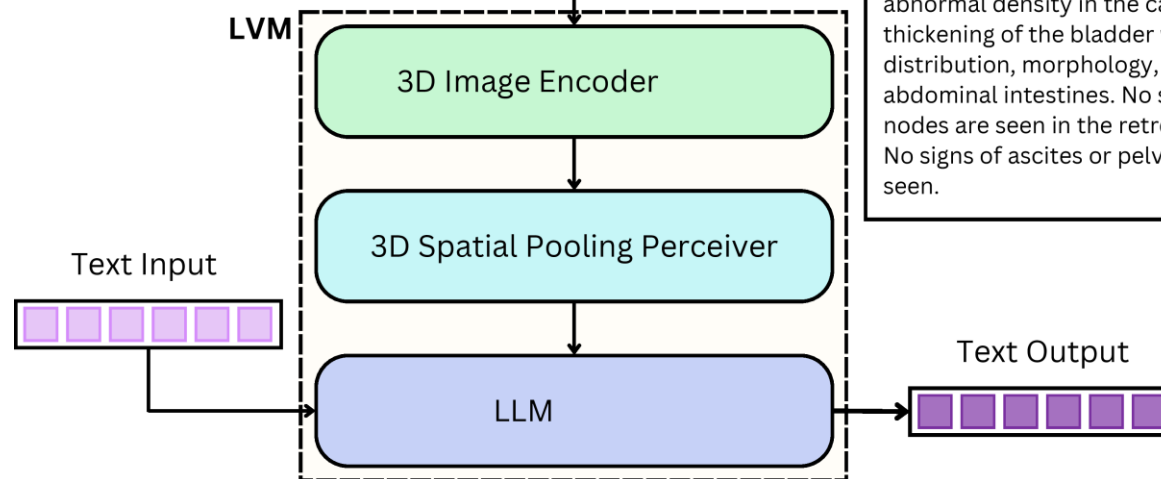 LVM
3D Image Encoder
3D Spatial Pooling Perceiver
LLM
Text Input
Text Output
abnormal density in the
thickening of the bladder
distribution, morphology,
abdominal intestines. No
nodes are seen in the
No signs of ascites or
seen.